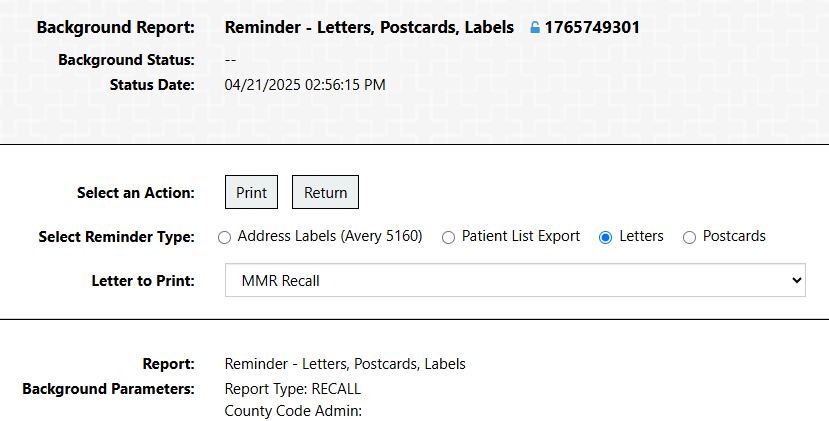 Background Report: Reminder - Letters, Postcards, Labels 1765749301
Background Status: --
Status Date: 04/21/2025 02:56:15 PM
Select an Action: Print Return
Select Reminder Type: Address Labels (Avery 5160) Patient List Export Letters Postcards
Letter to Print: MMR Recall
Report: Reminder - Letters, Postcards, Labels
Background Parameters: Report Type: RECALL
County Code Admin: